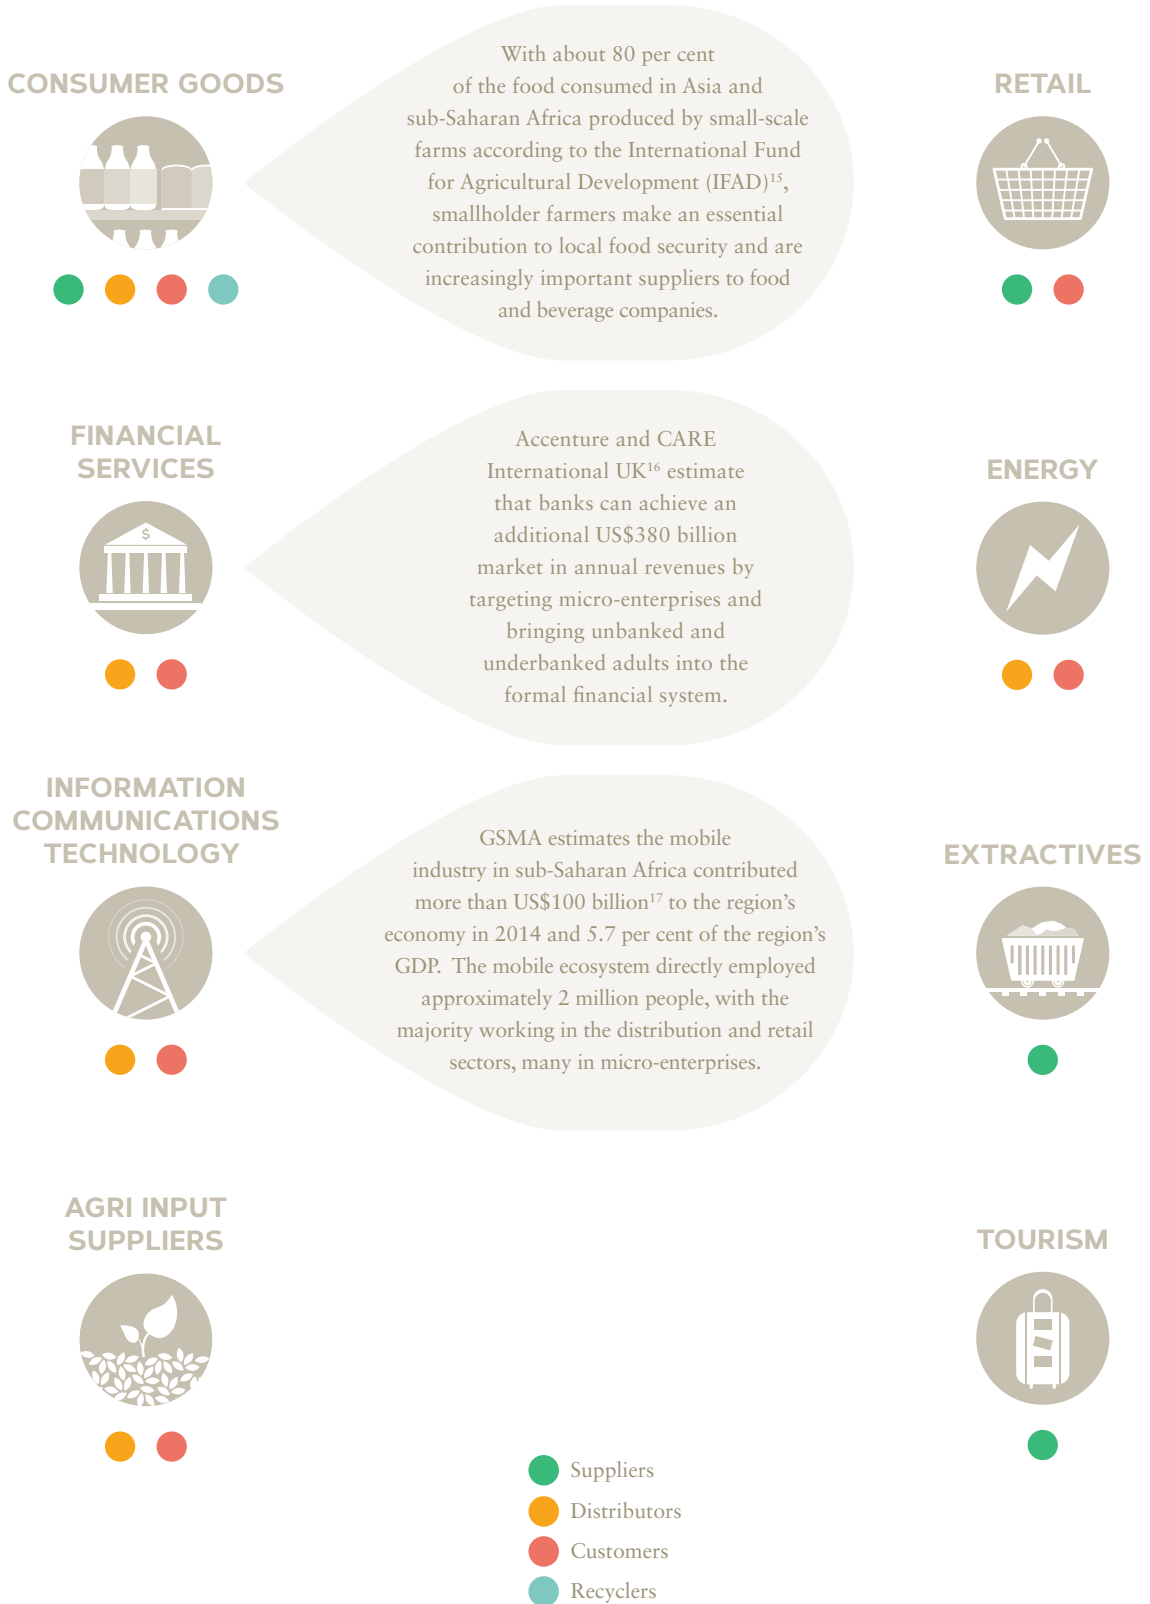 CONSUMER GOODS
With about 80 per cent
of the food consumed in Asia and
sub-Saharan Africa produced by small-scale
farms according to the International Fund
for Agricultural Development (IFAD)15,
smallholder farmers make an essential
contribution to local food security and are
increasingly important suppliers to food
and beverage companies.
RETAIL
FINANCIAL
SERVICES
$
Accenture and CARE
International UK16 estimate
that banks can achieve an
additional US$380 billion
market in annual revenues by
targeting micro-enterprises and
bringing unbanked and
underbanked adults into the
formal financial system.
ENERGY
INFORMATION
COMMUNICATIONS
TECHNOLOGY
GSMA estimates the mobile
industry in sub-Saharan Africa contributed
more than US$100 billion17 to the region’s
economy in 2014 and 5.7 per cent of the region’s
GDP.  The mobile ecosystem directly employed
approximately 2 million people, with the
majority working in the distribution and retail
sectors, many in micro-enterprises.
EXTRACTIVES
AGRI INPUT
SUPPLIERS
TOURISM
Suppliers
Distributors
Customers
Recyclers